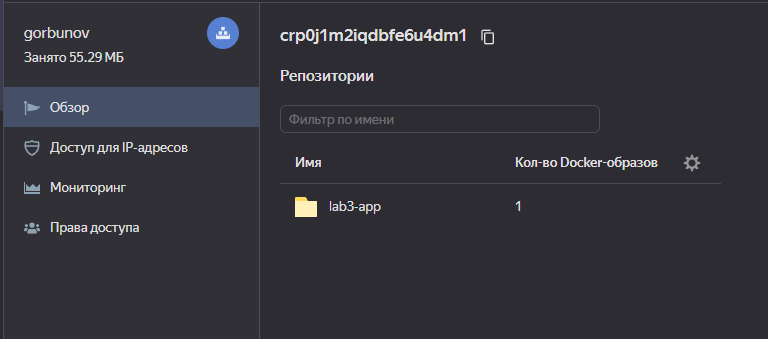 gorbunov
Занято 55.29 МБ
Обзор
Доступ для IP-адресов
Мониторинг
Права доступа
crp0j1m2iqdbfe6u4dm1
Репозитории
Фильтр по имени
Имя Кол-во Docker-образов
lab3-app 1